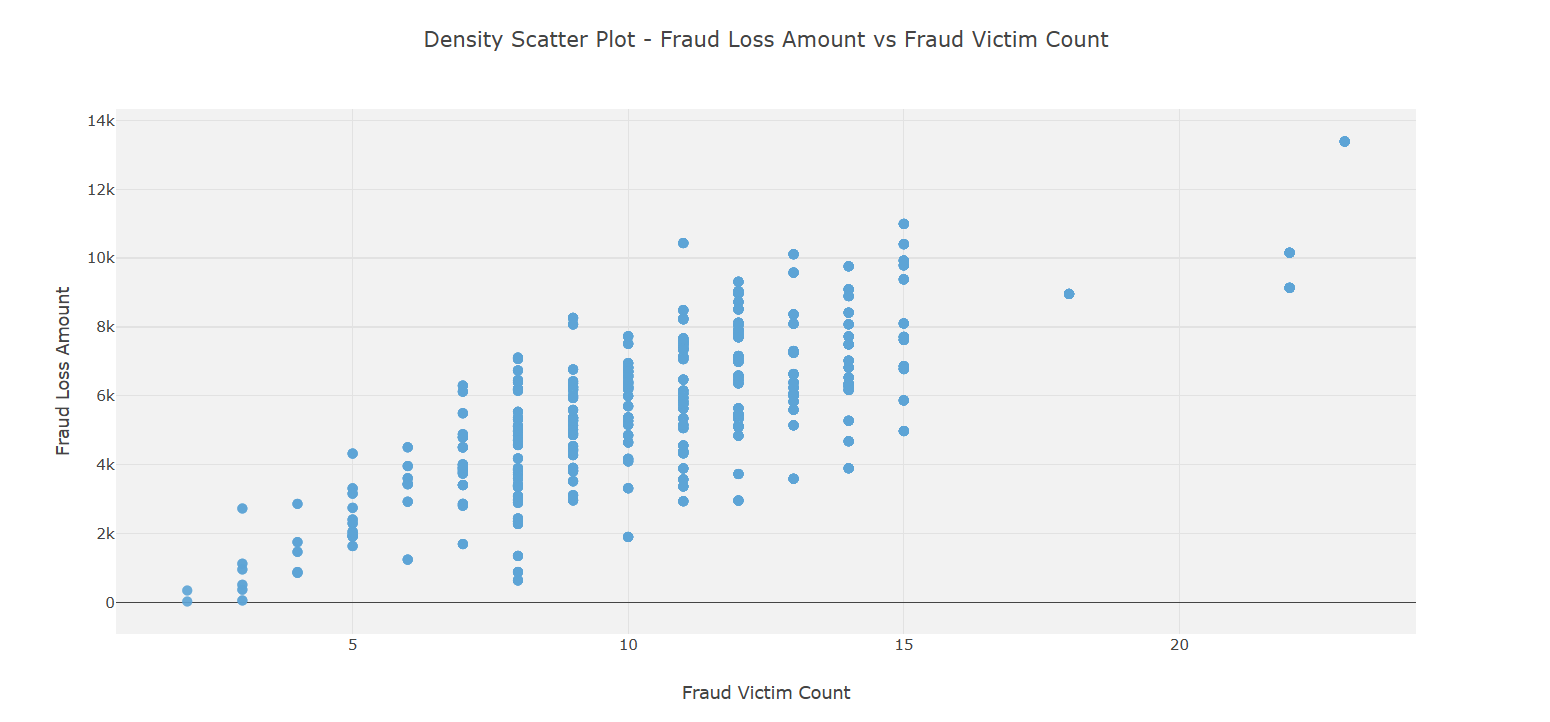 Density Scatter Plot - Fraud Loss Amount vs Fraud Victim Count
14k
12k
10k
8k
6k
4k
2k
0
Fraud Loss Amount
5 10 15 20
Fraud Victim Count